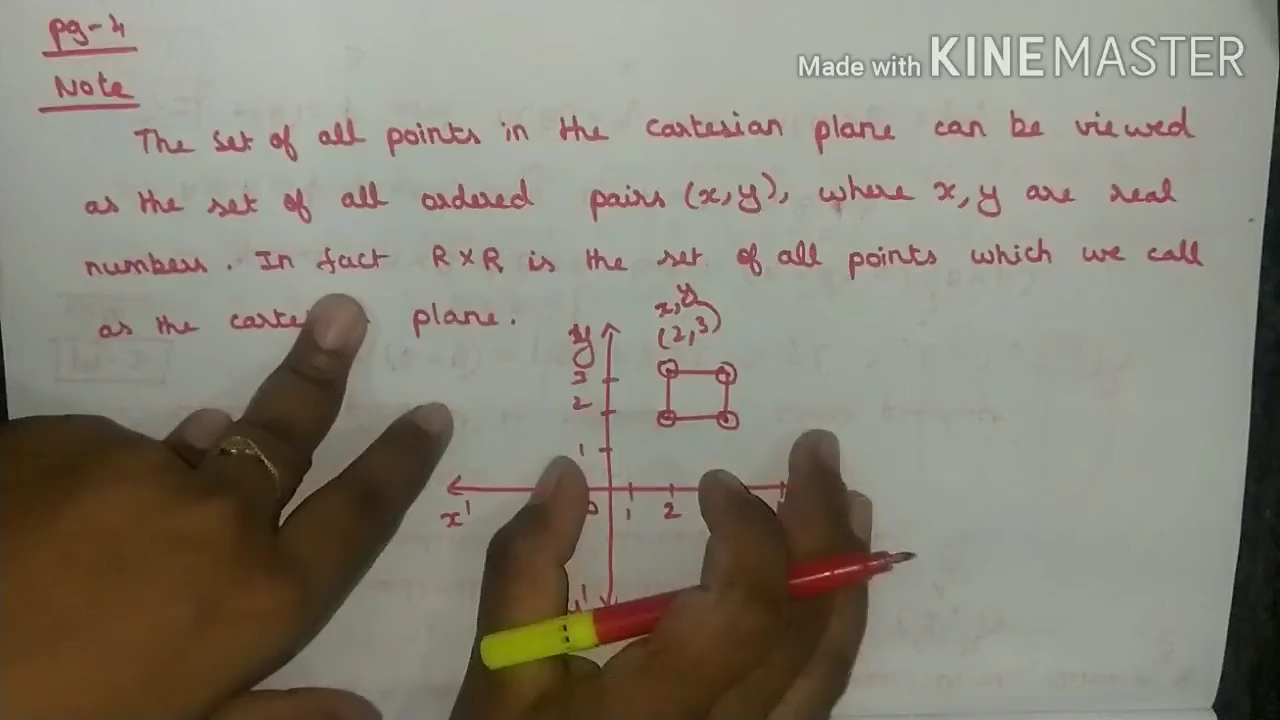 pg-4
Note
Made with KINEMASTER
The set of all points in the cartesian plane can be viewed
as the set of all ordered pairs (x,y), where x,y are real
numbers. In fact RXR is the set of all points which we call
as the plane.
x,y
(2,3)
y
3
2
1
x'
1 2
y'